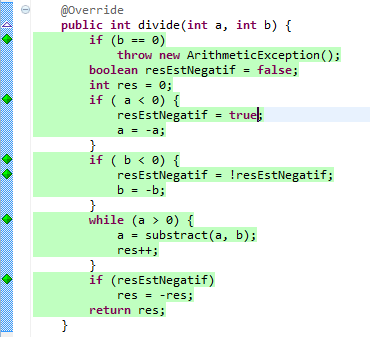 @Override
public int divide(int a, int b) {
    if (b == 0)
        throw new ArithmeticException();
    boolean resEstNegatif = false;
    int res = 0;
    if ( a < 0) {
        resEstNegatif = true;
        a = -a;
    }
    if ( b < 0) {
        resEstNegatif = !resEstNegatif;
        b = -b;
    }
    while (a > 0) {
        a = substract(a, b);
        res++;
    }
    if (resEstNegatif)
        res = -res;
    return res;
}